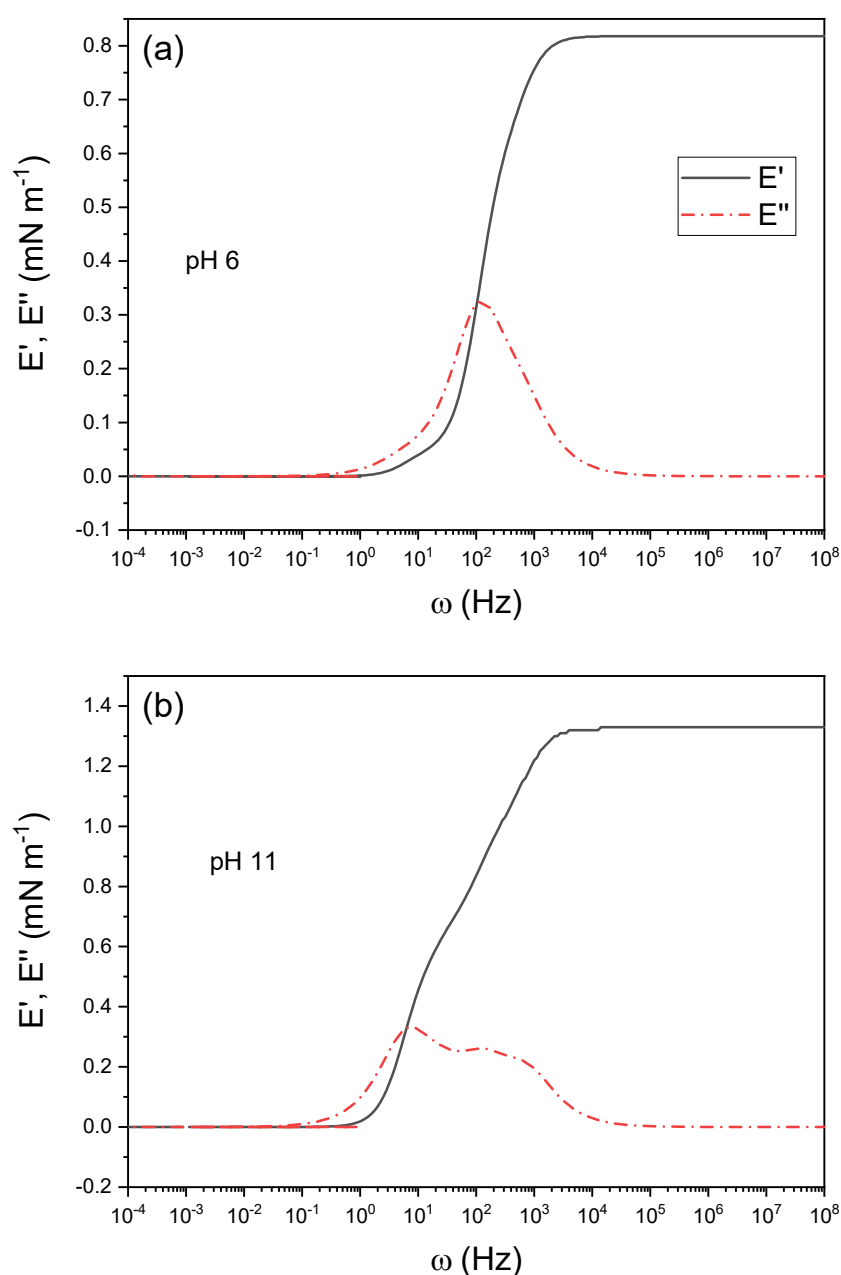 (a)
0.8
0.7
0.6
0.5
0.4
0.3
0.2
0.1
0.0
-0.1
E', E" (mN m⁻¹)
E'
E"
pH 6
10⁻⁴ 10⁻³ 10⁻² 10⁻¹ 10⁰ 10¹ 10² 10³ 10⁴ 10⁵ 10⁶ 10⁷ 10⁸
ω (Hz)
(b)
1.4
1.2
1.0
0.8
0.6
0.4
0.2
0.0
-0.2
E', E" (mN m⁻¹)
pH 11
10⁻⁴ 10⁻³ 10⁻² 10⁻¹ 10⁰ 10¹ 10² 10³ 10⁴ 10⁵ 10⁶ 10⁷ 10⁸
ω (Hz)